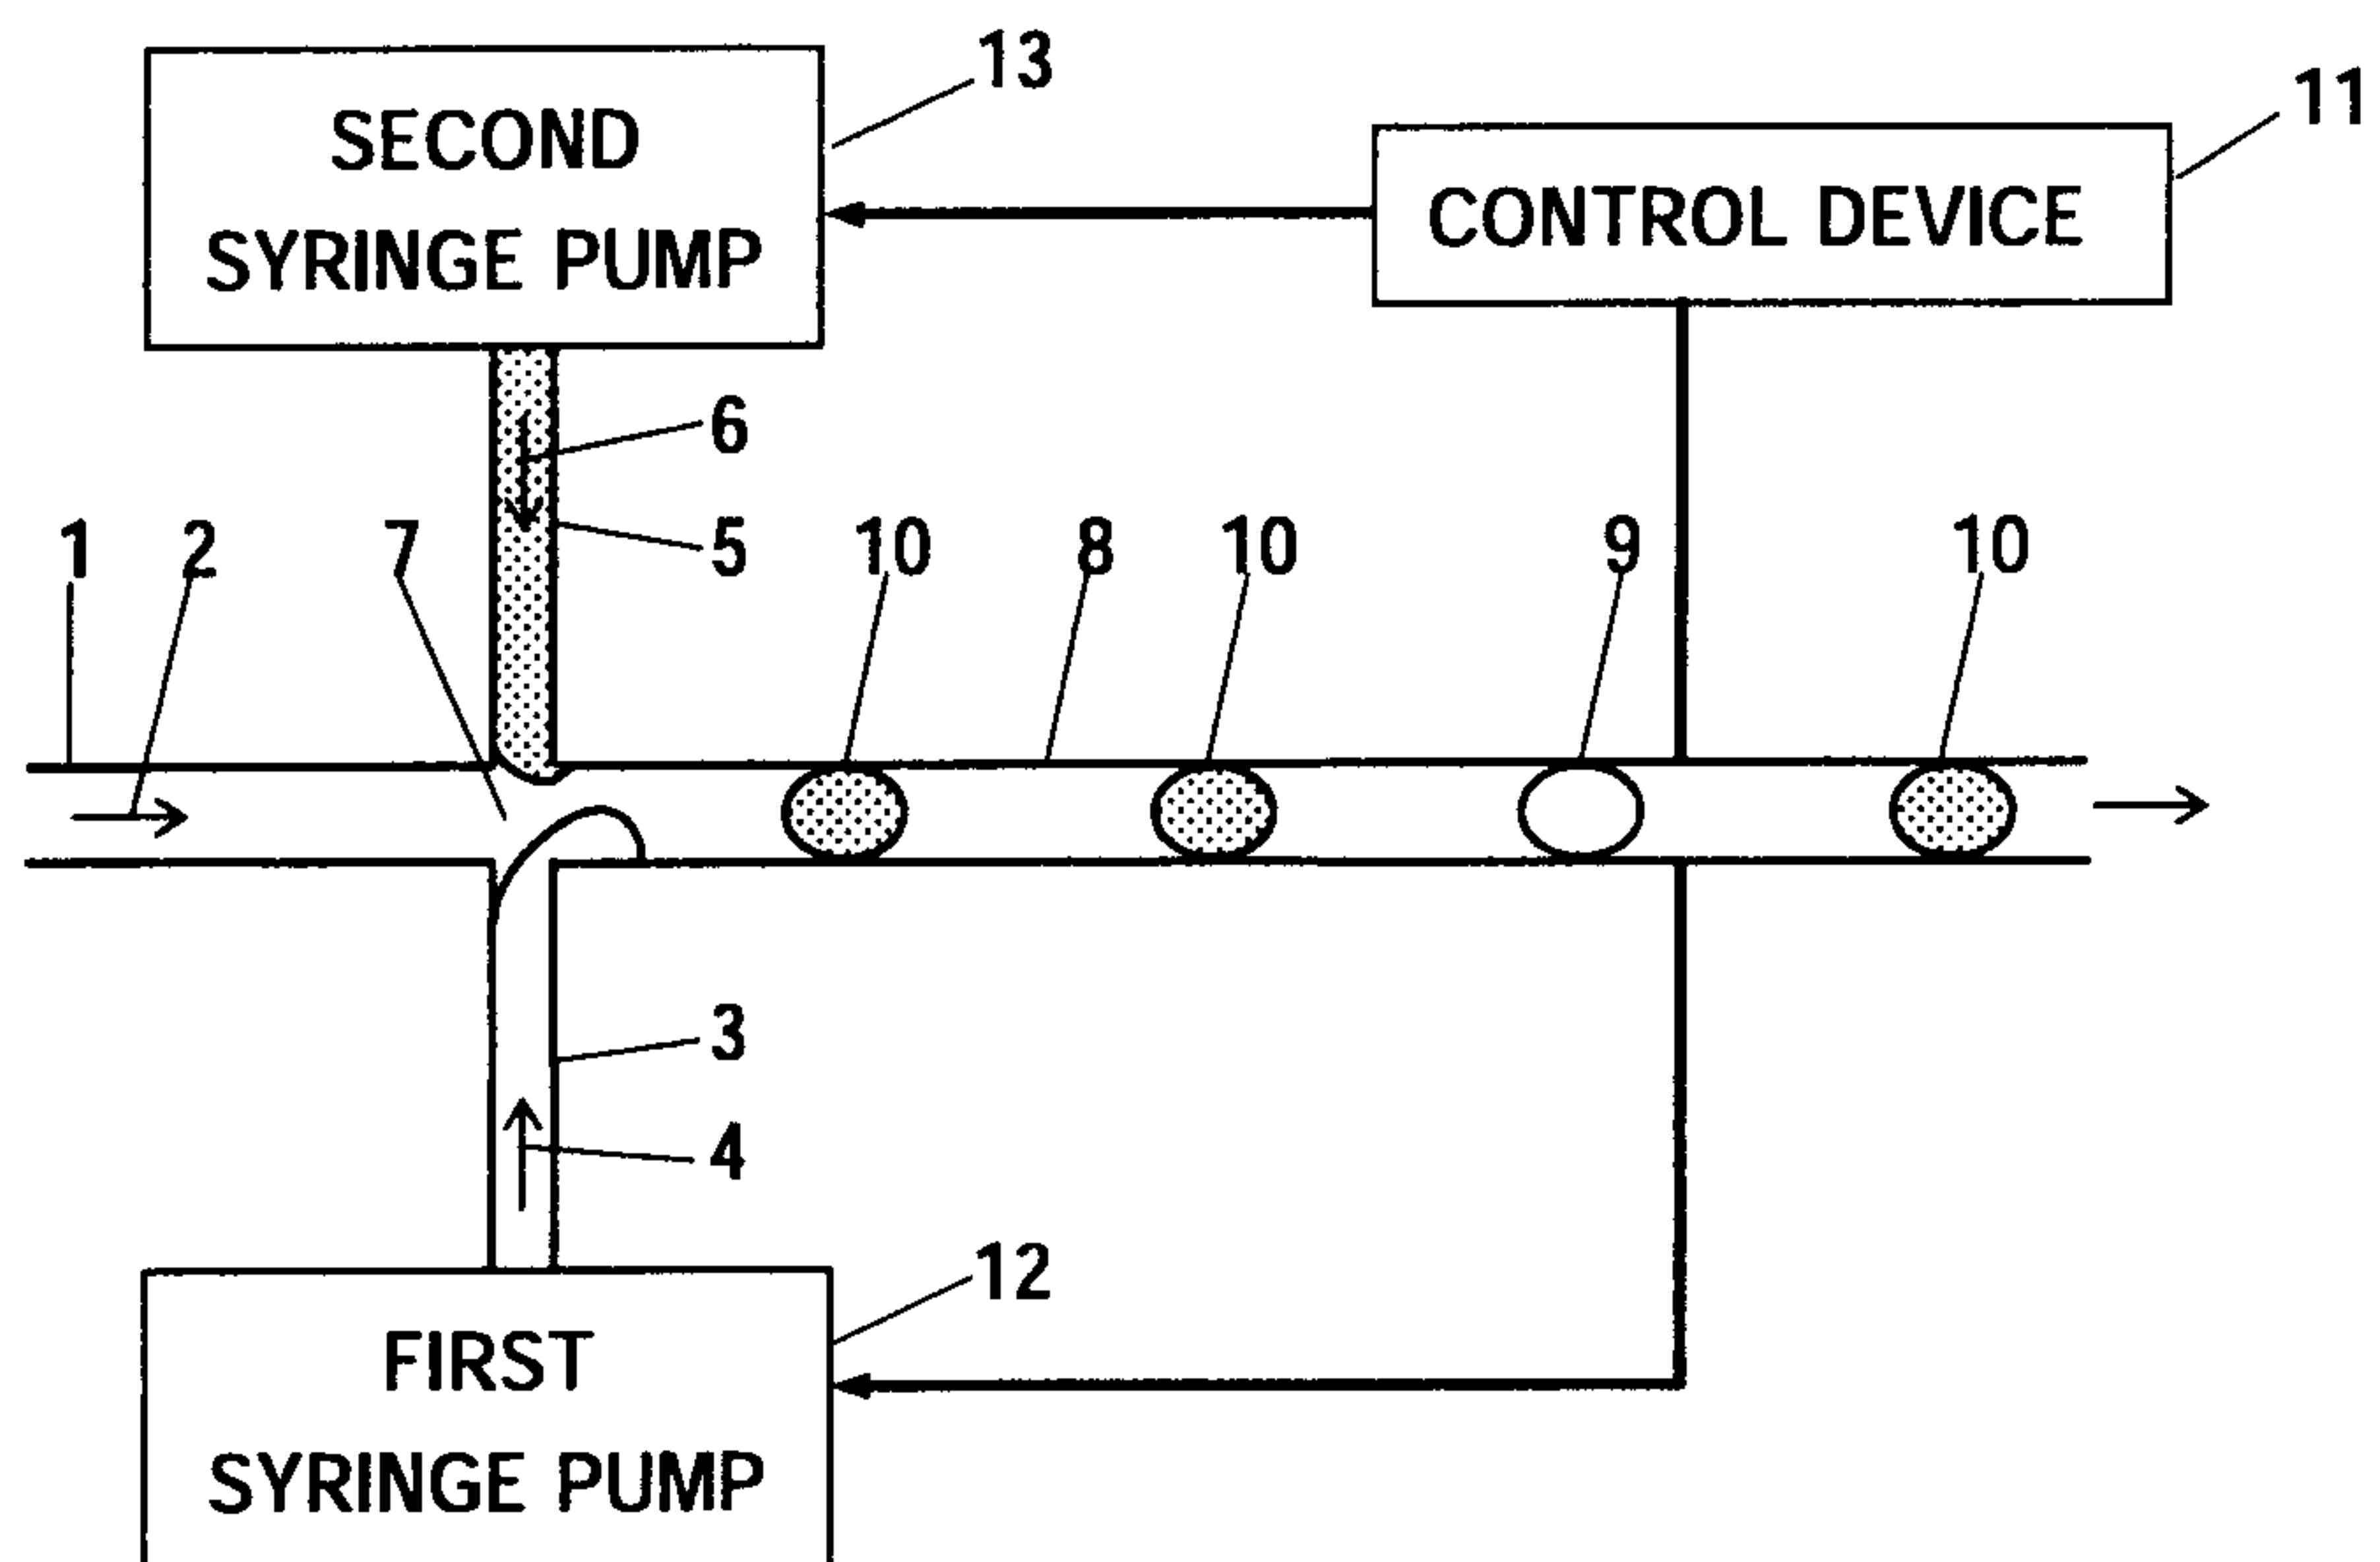 13
11
SECOND
SYRINGE PUMP
CONTROL DEVICE
6
5
1 2 7 10 8 10 9 10
3
4
12
FIRST
SYRINGE PUMP